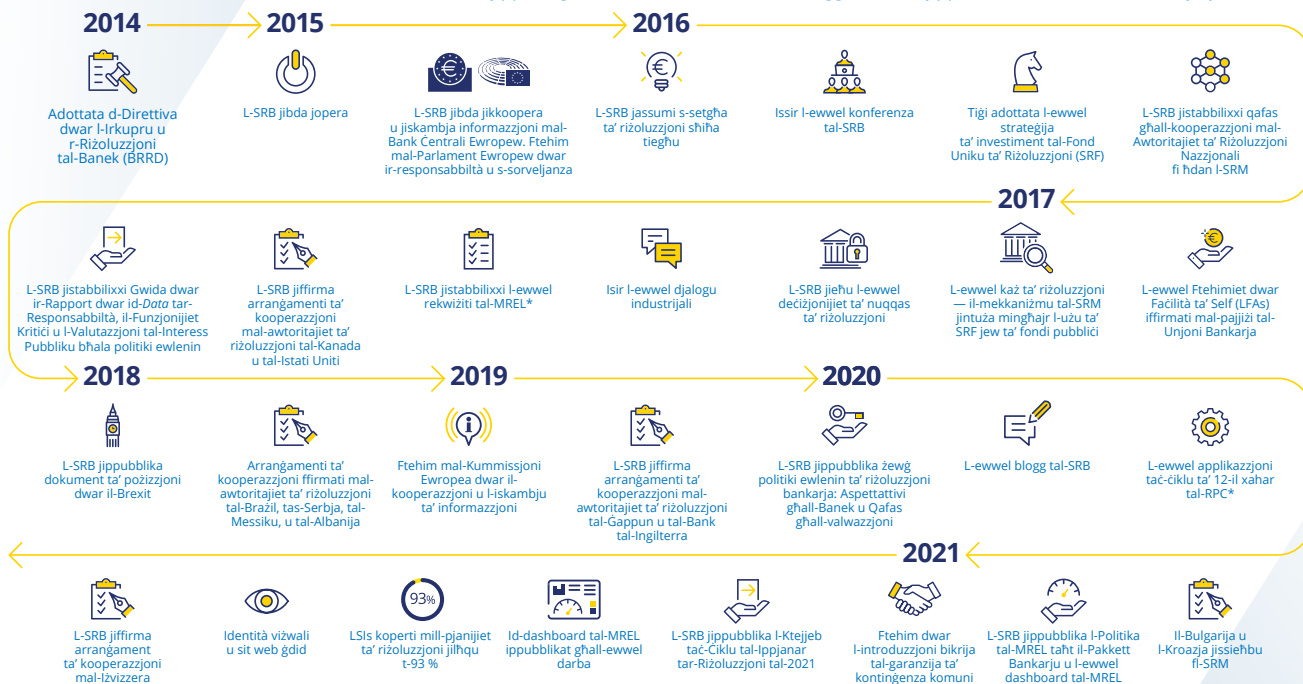 2014
2015
2016
Adottata d-Direttiva
dwar l-Irkupru u
r-Riżoluzzjoni
tal-Banek (BRRD)
L-SRB jibda jopera
L-SRB jibda jikkoopera
u jiskambja informazzjoni mal-
Bank Ċentrali Ewropew. Ftehim
mal-Parlament Ewropew dwar
ir-responsabbiltà u s-sorveljanza
L-SRB jassumi s-setgħa
ta’ riżoluzzjoni sħiħa
tiegħu
Issir l-ewwel konferenza
tal-SRB
Tiġi adottata l-ewwel
strateġija
ta’ investiment tal-Fond
Uniku ta’ Riżoluzzjoni (SRF)
L-SRB jistabbilixxi qafas
għall-kooperazzjoni mal-
Awtoritajiet ta’ Riżoluzzjoni
Nazzjonali
fi ħdan l-SRM
2017
L-SRB jistabbilixxi Gwida dwar
ir-Rapport dwar id-Data tar-
Responsabbiltà, il-Funzjonijiet
Kritiċi u l-Valutazzjoni tal-Interess
Pubbliku bħala politiki ewlenin
L-SRB jiffirma
arranġamenti ta’
kooperazzjoni
mal-awtoritajiet ta’
riżoluzzjoni tal-Kanada
u tal-Istati Uniti
L-SRB jistabbilixxi l-ewwel
rekwiżiti tal-MREL*
Isir l-ewwel djalogu
industrijali
L-SRB jieħu l-ewwel
deċiżjonijiet ta’ nuqqas
ta’ riżoluzzjoni
L-ewwel każ ta’ riżoluzzjoni
— il-mekkaniżmu tal-SRM
jintuża mingħajr l-użu ta’
SRF jew ta’ fondi pubbliċi
L-ewwel Ftehimiet dwar
Faċilità ta’ Self (LFAs)
iffirmati mal-pajjiżi tal-
Unjoni Bankarja
2018
2019
2020
L-SRB jippubblika
dokument ta’ pożizzjoni
dwar il-Brexit
Arranġamenti ta’
kooperazzjoni ffirmati mal-
awtoritajiet ta’ riżoluzzjoni
tal-Brażil, tas-Serbja, tal-
Messiku, u tal-Albanija
Ftehim mal-Kummissjoni
Ewropea dwar il-
kooperazzjoni u l-iskambju
ta’ informazzjoni
L-SRB jiffirma
arranġamenti ta’
kooperazzjoni mal-
awtoritajiet ta’ riżoluzzjoni
tal-Ġappun u tal-Bank
tal-Ingilterra
L-SRB jippubblika żewġ
politiki ewlenin ta’ riżoluzzjoni
bankarja: Aspettattivi
għall-Banek u Qafas
għall-valwazzjoni
L-ewwel blogg tal-SRB
L-ewwel applikazzjoni
taċ-ċiklu ta’ 12-il xahar
tal-RPC*
2021
L-SRB jiffirma
arranġament
ta’ kooperazzjoni
mal-Iżvizzera
Identità viżwali
u sit web ġdid
93%
LSIs koperti mill-pjanijiet
ta’ riżoluzzjoni jilħqu
t-93 %
Id-dashboard tal-MREL
ippubblikat għall-ewwel
darba
L-SRB jippubblika l-Ktejjeb
taċ-Ċiklu tal-Ippjanar
tar-Riżoluzzjoni tal-2021
Ftehim dwar
l-introduzzjoni bikrija
tal-garanzija ta’
kontinġenza komuni
L-SRB jippubblika l-Politika
tal-MREL taħt il-Pakkett
Bankarju u l-ewwel
dashboard tal-MREL
Il-Bulgarija u
l-Kroazja jissieħbu
fl-SRM